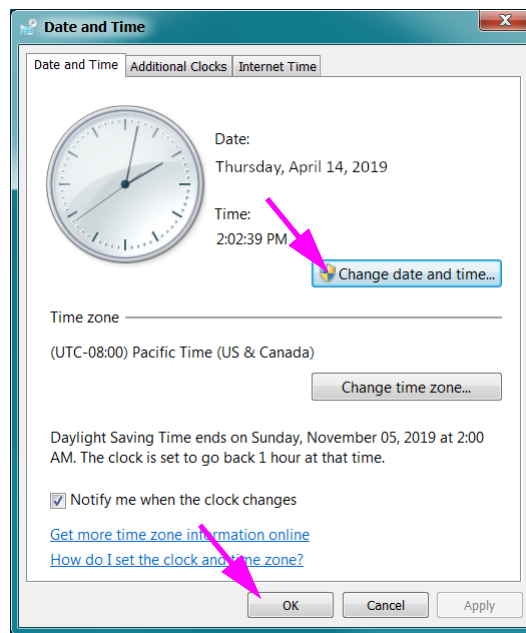 Date and Time
Date and Time Additional Clocks Internet Time
Date:
Thursday, April 14, 2019
Time:
2:02:39 PM
Change date and time...
Time zone
(UTC-08:00) Pacific Time (US & Canada)
Change time zone...
Daylight Saving Time ends on Sunday, November 05, 2019 at 2:00
AM. The clock is set to go back 1 hour at that time.
Notify me when the clock changes
Get more time zone information online
How do I set the clock and time zone?
OK Cancel Apply